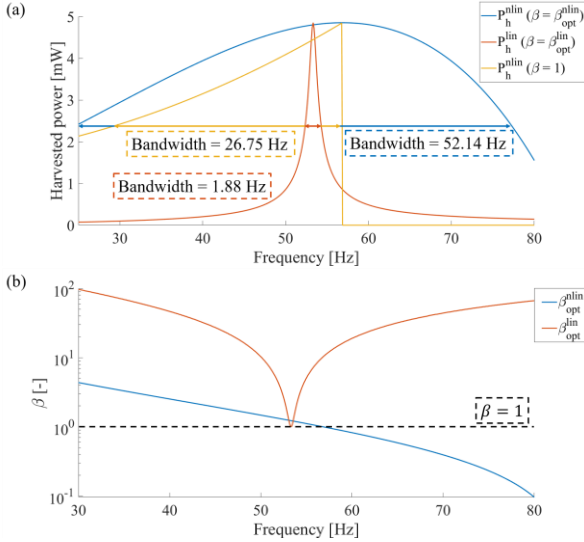 (a)
5
4
3
2
1
0
Harvested power [mW]
P_h^nlin (β = β_opt^nlin)
P_h^lin (β = β_opt^lin)
P_h^nlin (β = 1)
Bandwidth = 26.75 Hz
Bandwidth = 52.14 Hz
Bandwidth = 1.88 Hz
30 40 50 60 70 80
Frequency [Hz]
(b)
10^2
10^1
10^0
10^-1
β [-]
β_opt^nlin
β_opt^lin
β = 1
30 40 50 60 70 80
Frequency [Hz]